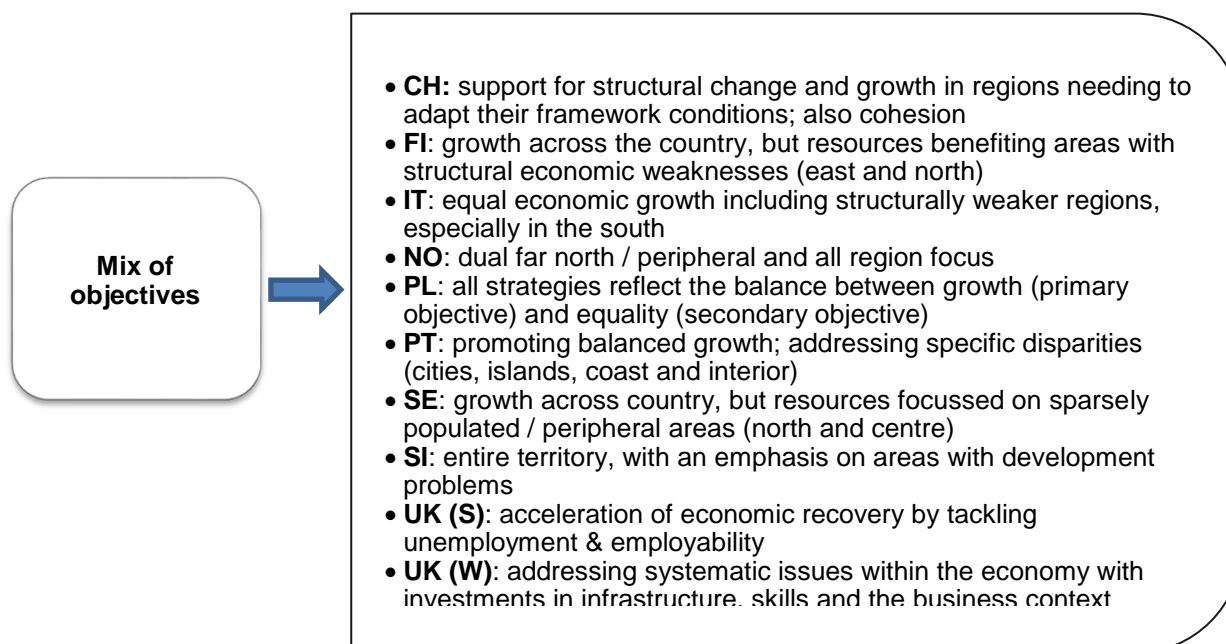 Mix of
objectives
• CH: support for structural change and growth in regions needing to
adapt their framework conditions; also cohesion
• FI: growth across the country, but resources benefiting areas with
structural economic weaknesses (east and north)
• IT: equal economic growth including structurally weaker regions,
especially in the south
• NO: dual far north / peripheral and all region focus
• PL: all strategies reflect the balance between growth (primary
objective) and equality (secondary objective)
• PT: promoting balanced growth; addressing specific disparities
(cities, islands, coast and interior)
• SE: growth across country, but resources focussed on sparsely
populated / peripheral areas (north and centre)
• SI: entire territory, with an emphasis on areas with development
problems
• UK (S): acceleration of economic recovery by tackling
unemployment & employability
• UK (W): addressing systematic issues within the economy with
investments in infrastructure, skills and the business context